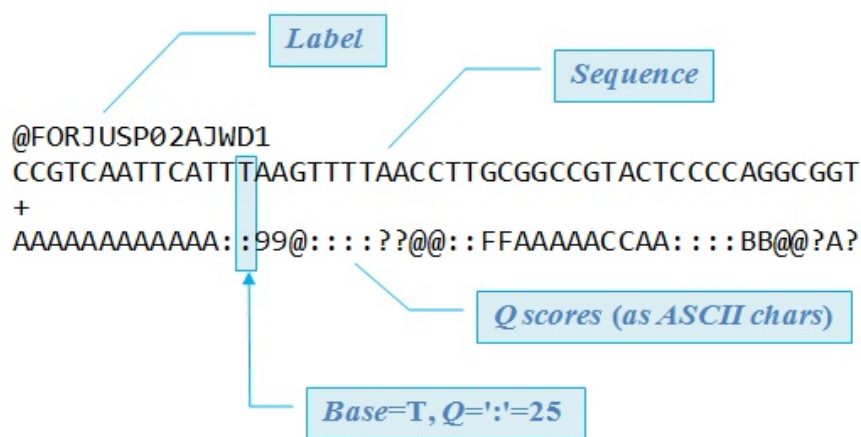 Label
Sequence
@FORJUSP02AJWD1
CCGTCAATTCATTTAAGTTTTAACCTTGCGGCCGTACTCCCCAGGCGGT
+
AAAAAAAAAAAA::99@::::??@@::FFAAAAACCAA::::BB@@?A?
Q scores (as ASCII chars)
Base=T, Q=':'=25